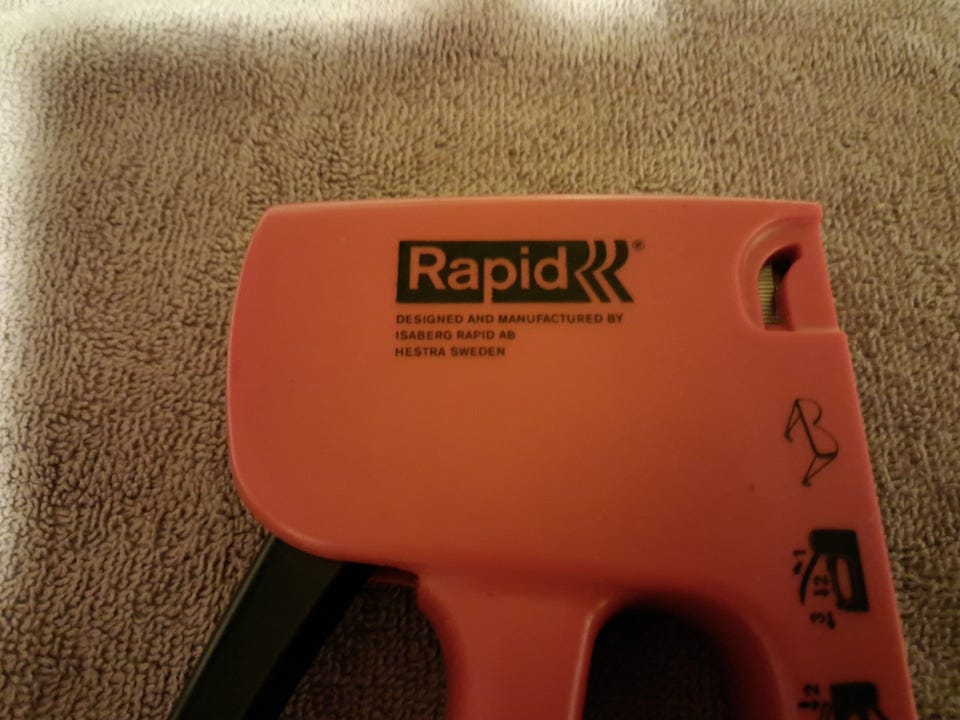 Rapid®
DESIGNED AND MANUFACTURED BY
ISABERG RAPID AB
HESTRA SWEDEN